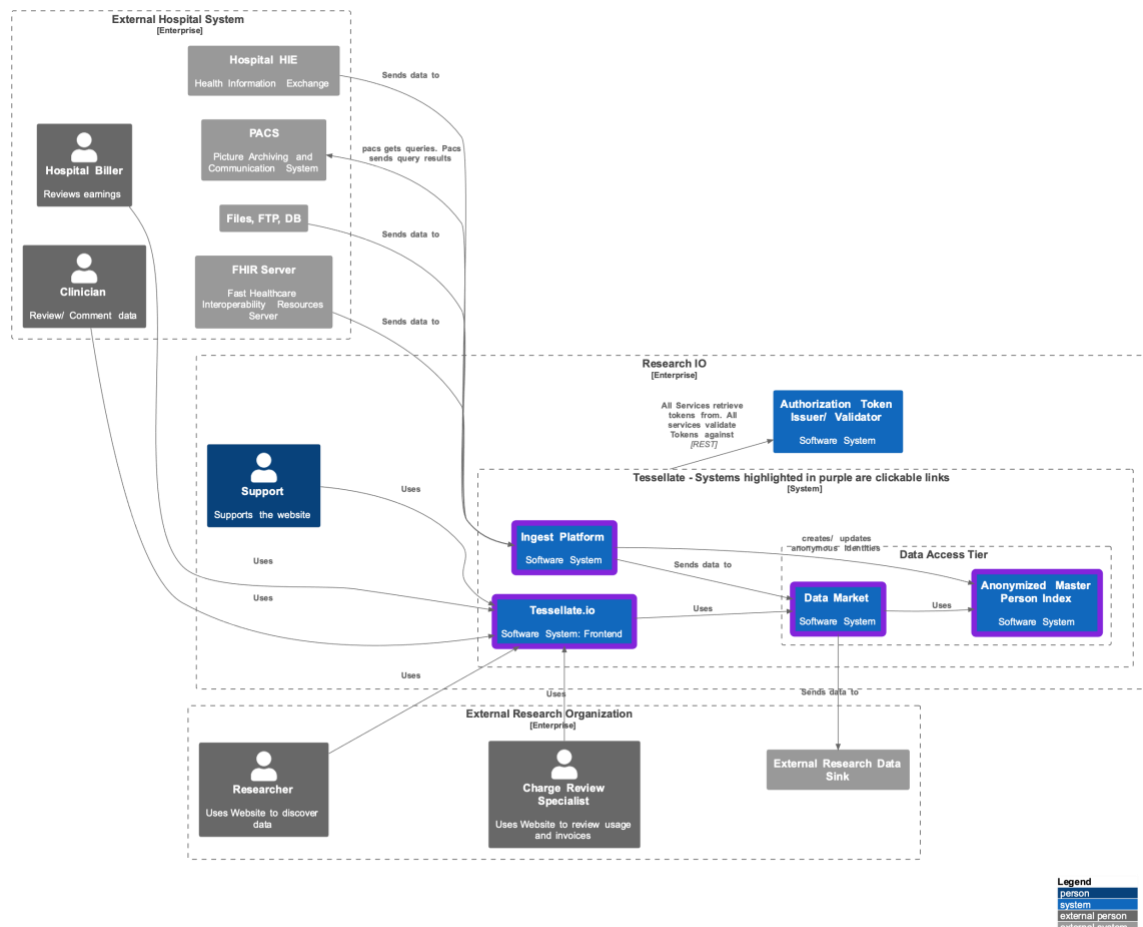 External Hospital System
[Enterprise]
Hospital HIE
Health Information Exchange
Sends data to
PACS
Picture Archiving and
Communication System
pacs gets queries. Pacs
sends query results
Hospital Biller
Reviews earnings
Files, FTP, DB
Sends data to
Clinician
Review/ Comment data
FHIR Server
Fast Healthcare
Interoperability Resources
Server
Sends data to
Research IO
[Enterprise]
All Services retrieve
tokens from. All
services validate
Tokens against
[REST]
Authorization Token
Issuer/ Validator
Software System
Support
Supports the website
Uses
Tessellate - Systems highlighted in purple are clickable links
[System]
Ingest Platform
Software System
creates/ updates
anonymous Identities
Data Access Tier
Sends data to
Uses
Uses
Tessellate.io
Software System: Frontend
Uses
Data Market
Software System
Uses
Anonymized Master
Person Index
Software System
Uses
Uses
Sends data to
External Research Organization
[Enterprise]
Researcher
Uses Website to discover
data
Charge Review
Specialist
Uses Website to review usage
and invoices
External Research Data
Sink
Legend
person
system
external person
external system